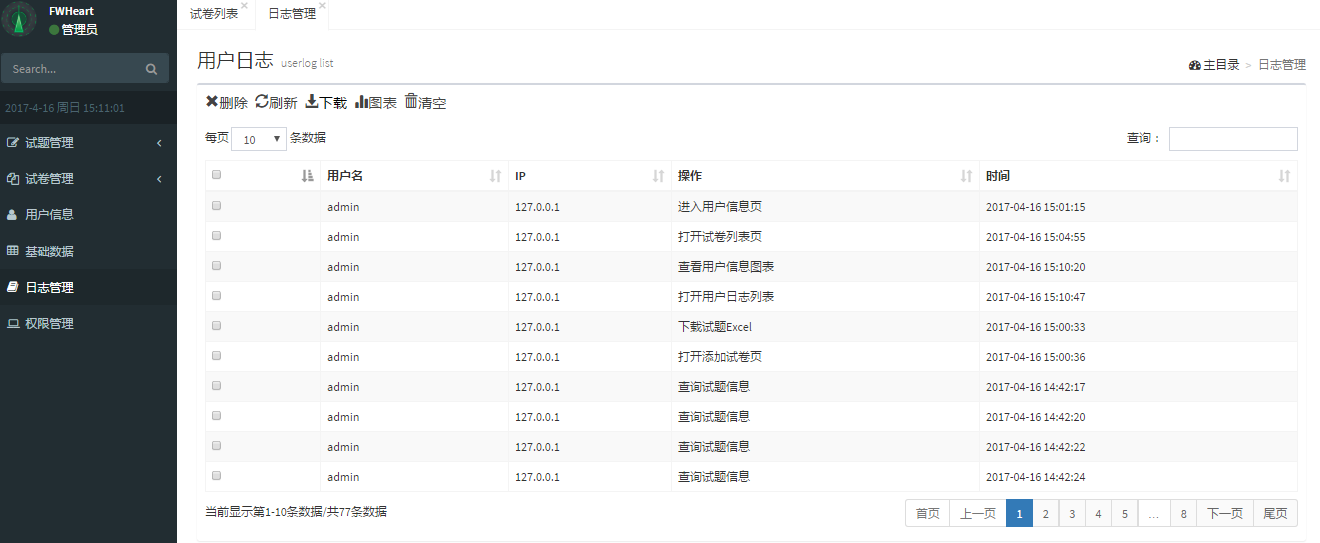 FWHeart
管理员
Search...
2017-4-16 周日 15:11:01
试题管理
试卷管理
用户信息
基础数据
日志管理
权限管理
试卷列表 × 日志管理 ×
用户日志 userlog list
主目录 > 日志管理
删除 刷新 下载 图表 清空
每页 10 条数据 查询：
用户名 IP 操作 时间
admin 127.0.0.1 进入用户信息页 2017-04-16 15:01:15
admin 127.0.0.1 打开试卷列表页 2017-04-16 15:04:55
admin 127.0.0.1 查看用户信息图表 2017-04-16 15:10:20
admin 127.0.0.1 打开用户日志列表 2017-04-16 15:10:47
admin 127.0.0.1 下载试题Excel 2017-04-16 15:00:33
admin 127.0.0.1 打开添加试卷页 2017-04-16 15:00:36
admin 127.0.0.1 查询试题信息 2017-04-16 14:42:17
admin 127.0.0.1 查询试题信息 2017-04-16 14:42:20
admin 127.0.0.1 查询试题信息 2017-04-16 14:42:22
admin 127.0.0.1 查询试题信息 2017-04-16 14:42:24
当前显示第1-10条数据/共77条数据 首页 上一页 1 2 3 4 5 ... 8 下一页 尾页